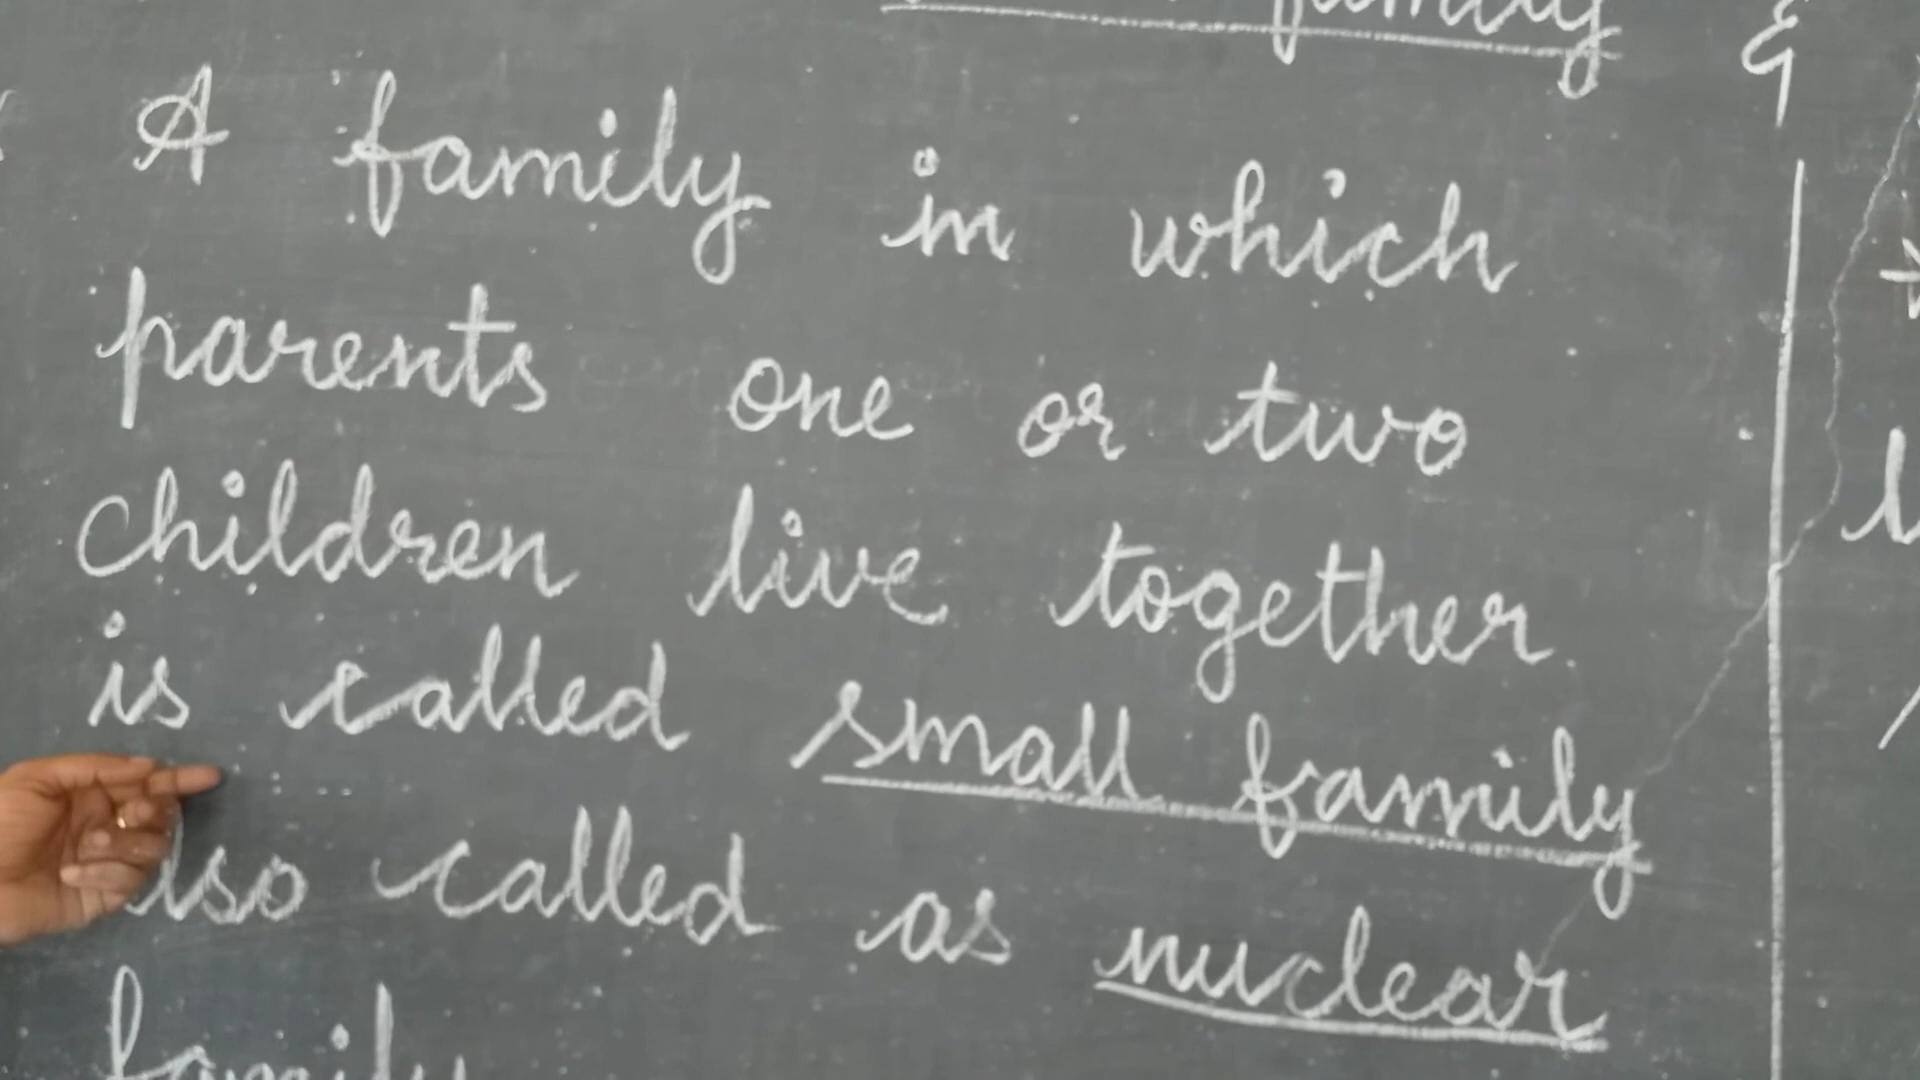 family
A family in which
parents one or two
children live together
is called small family
also called as nuclear
family